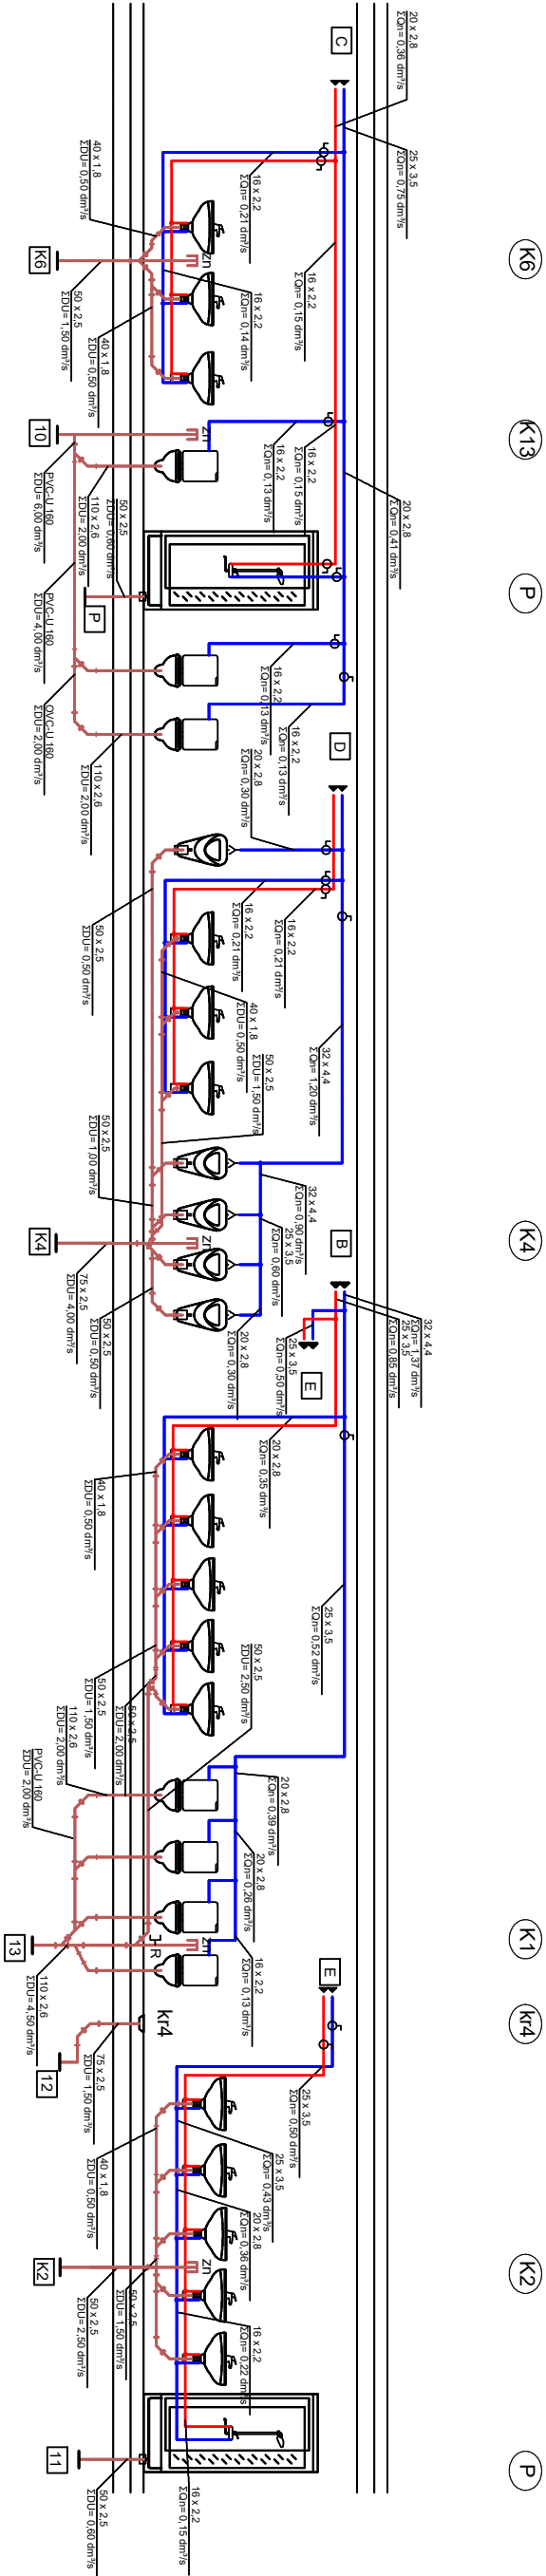 C
20 x 2,8
ΣQn= 0,36 dm³/s
25 x 3,5
ΣQn= 0,75 dm³/s
40 x 1,8
ΣDU= 0,50 dm³/s
16 x 2,2
ΣQn= 0,21 dm³/s
K6
K6
zn
16 x 2,2
ΣQn= 0,14 dm³/s
16 x 2,2
ΣQn= 0,15 dm³/s
50 x 2,5
ΣDU= 1,50 dm³/s
40 x 1,8
ΣDU= 0,50 dm³/s
K13
10
zn
16 x 2,2
ΣQn= 0,13 dm³/s
16 x 2,2
ΣQn= 0,15 dm³/s
20 x 2,8
ΣQn= 0,41 dm³/s
PVC-U 160
ΣDU= 6,00 dm³/s
110 x 2,6
ΣDU= 2,00 dm³/s
50 x 2,5
ΣDU= 0,60 dm³/s
P
P
PVC-U 160
ΣDU= 4,00 dm³/s
OVC-U 160
ΣDU= 2,00 dm³/s
110 x 2,6
ΣDU= 2,00 dm³/s
16 x 2,2
ΣQn= 0,13 dm³/s
16 x 2,2
ΣQn= 0,13 dm³/s
D
20 x 2,8
ΣQn= 0,30 dm³/s
50 x 2,5
ΣDU= 0,50 dm³/s
16 x 2,2
ΣQn= 0,21 dm³/s
16 x 2,2
ΣQn= 0,21 dm³/s
40 x 1,8
ΣDU= 0,50 dm³/s
50 x 2,5
ΣDU= 1,50 dm³/s
32 x 4,4
ΣQn= 1,20 dm³/s
50 x 2,5
ΣDU= 1,00 dm³/s
K4
K4
zn
32 x 4,4
ΣQn= 0,90 dm³/s
25 x 3,5
ΣQn= 0,60 dm³/s
B
75 x 2,5
ΣDU= 4,00 dm³/s
50 x 2,5
ΣDU= 0,50 dm³/s
20 x 2,8
ΣQn= 0,30 dm³/s
25 x 3,5
ΣQn= 0,50 dm³/s
E
32 x 4,4
ΣQn= 1,37 dm³/s
25 x 3,5
ΣQn= 0,85 dm³/s
20 x 2,8
ΣQn= 0,35 dm³/s
40 x 1,8
ΣDU= 0,50 dm³/s
25 x 3,5
ΣQn= 0,52 dm³/s
50 x 2,5
ΣDU= 2,50 dm³/s
50 x 2,5
ΣDU= 1,50 dm³/s
50 x 2,5
ΣDU= 2,00 dm³/s
110 x 2,6
ΣDU= 2,00 dm³/s
PVC-U 160
ΣDU= 2,00 dm³/s
20 x 2,8
ΣQn= 0,39 dm³/s
20 x 2,8
ΣQn= 0,26 dm³/s
16 x 2,2
ΣQn= 0,13 dm³/s
K1
13
R
zn
110 x 2,6
ΣDU= 4,50 dm³/s
kr4
kr4
12
75 x 2,5
ΣDU= 1,50 dm³/s
E
25 x 3,5
ΣQn= 0,50 dm³/s
25 x 3,5
ΣQn= 0,43 dm³/s
20 x 2,8
ΣQn= 0,36 dm³/s
40 x 1,8
ΣDU= 0,50 dm³/s
K2
K2
zn
50 x 2,5
ΣDU= 2,50 dm³/s
50 x 2,5
ΣDU= 1,50 dm³/s
16 x 2,2
ΣQn= 0,22 dm³/s
P
11
50 x 2,5
ΣDU= 0,60 dm³/s
16 x 2,2
ΣQn= 0,15 dm³/s